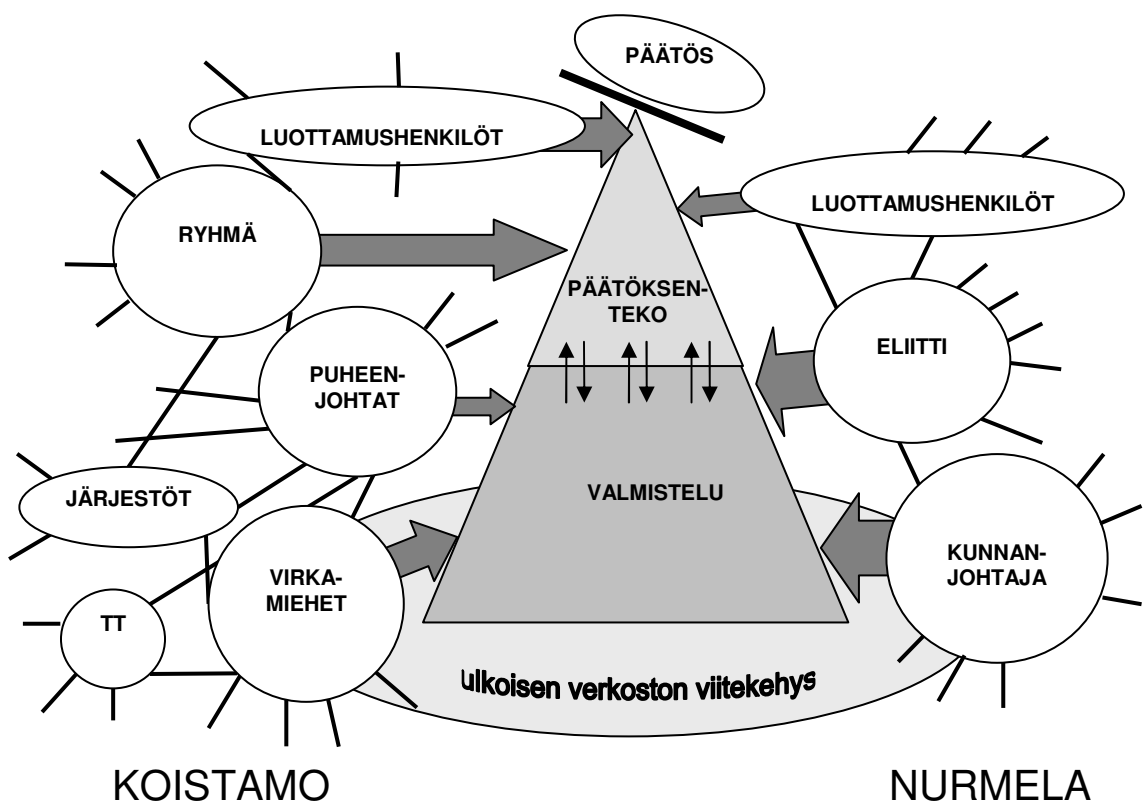 PÄÄTÖS
LUOTTAMUSHENKILÖT
LUOTTAMUSHENKILÖT
RYHMÄ
PÄÄTÖKSEN-
TEKO
ELIITTI
PUHEEN-
JOHTAT
JÄRJESTÖT
VALMISTELU
VIRKA-
MIEHET
KUNNAN-
JOHTAJA
TT
ulkoisen verkoston viitekehys
KOISTAMO
NURMELA